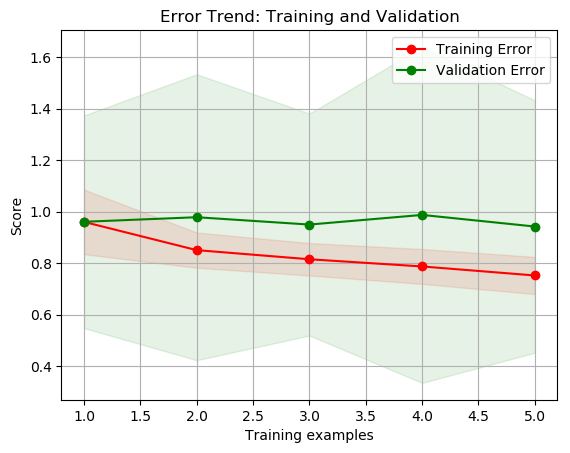 Error Trend: Training and Validation
Training Error
Validation Error
Score
1.6
1.4
1.2
1.0
0.8
0.6
0.4
1.0 1.5 2.0 2.5 3.0 3.5 4.0 4.5 5.0
Training examples